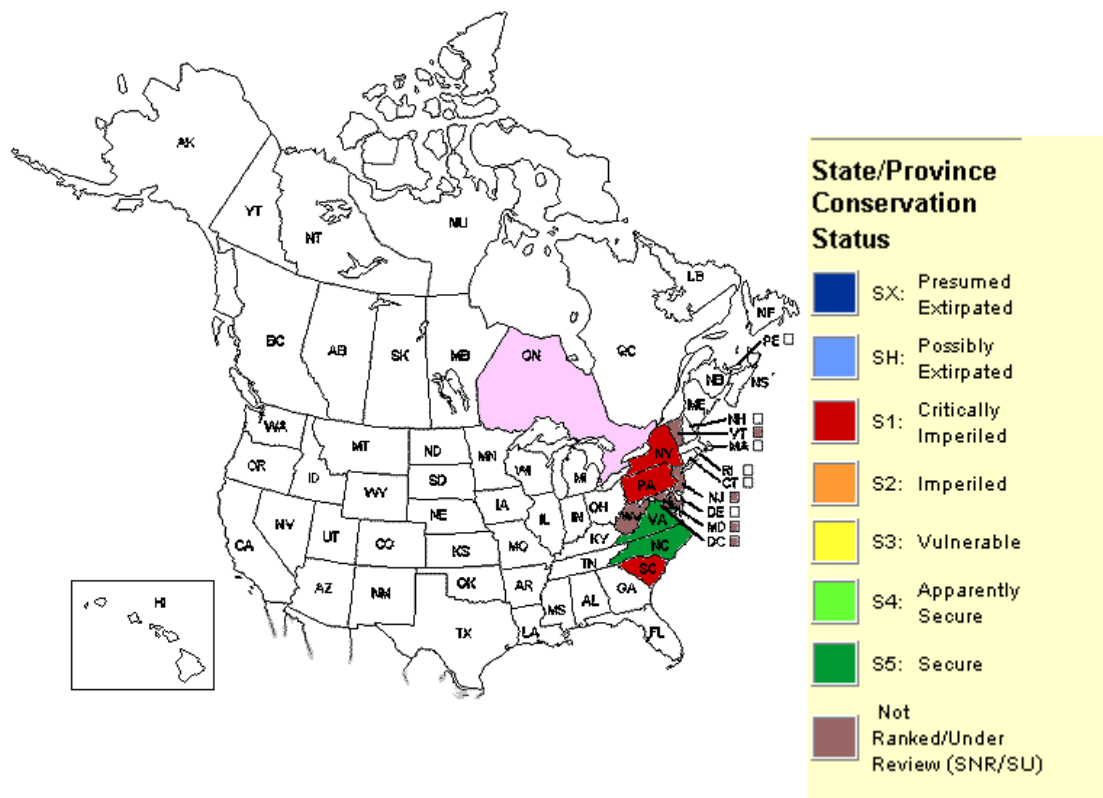 AK
YT
NT
NU
BC
AB
SK
MB
ON
QC
LB
NF
PE
NB
NS
ME
NH
VT
MA
RI
CT
NJ
DE
MD
DC
WA
OR
ID
MT
WY
ND
SD
NE
MN
WI
MI
IA
IL
IN
OH
NY
PA
WV
VA
NC
SC
KY
TN
CA
NV
UT
CO
KS
MO
AZ
NM
OK
AR
TX
LA
MS
AL
GA
FL
HI
State/Province
Conservation
Status
SX: Presumed
Extirpated
SH: Possibly
Extirpated
S1: Critically
Imperiled
S2: Imperiled
S3: Vulnerable
S4: Apparently
Secure
S5: Secure
Not
Ranked/Under
Review (SNR/SU)